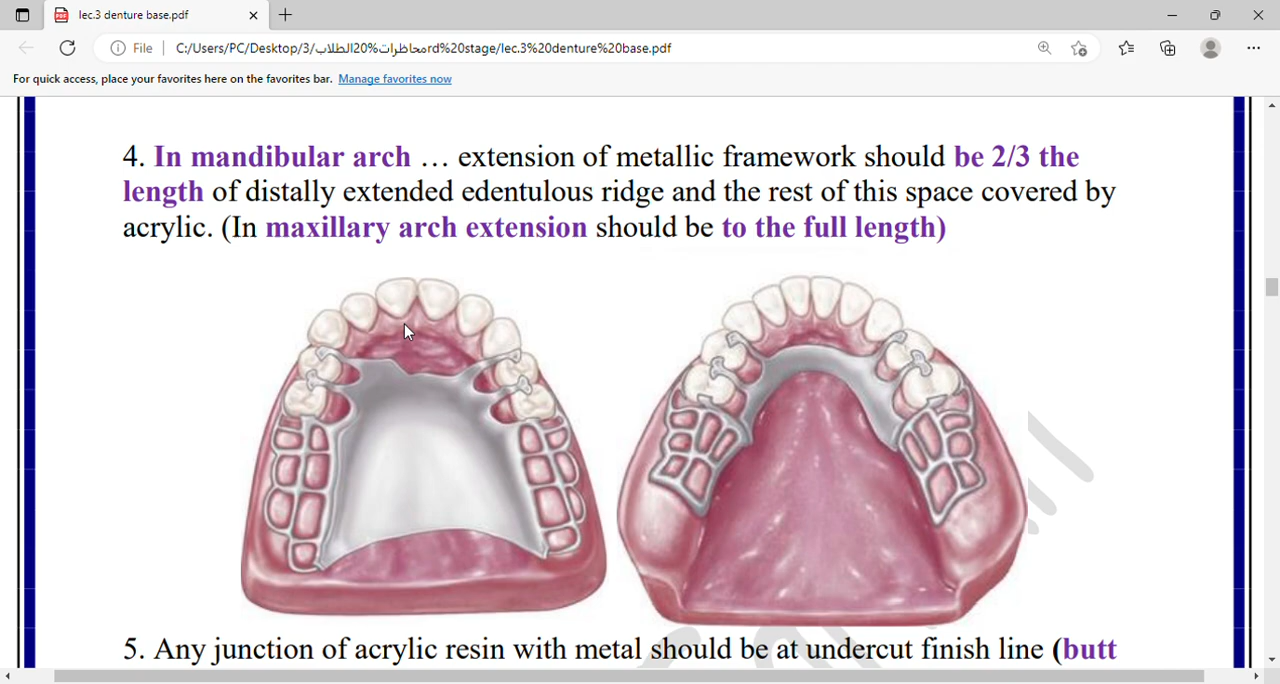 lec.3 denture base.pdf
File
C:/Users/PC/Desktop/3/محاظرات%20الطلابrd%20stage/lec.3%20denture%20base.pdf
For quick access, place your favorites here on the favorites bar. Manage favorites now
4. In mandibular arch … extension of metallic framework should be 2/3 the
length of distally extended edentulous ridge and the rest of this space covered by
acrylic. (In maxillary arch extension should be to the full length)
5. Any junction of acrylic resin with metal should be at undercut finish line (butt